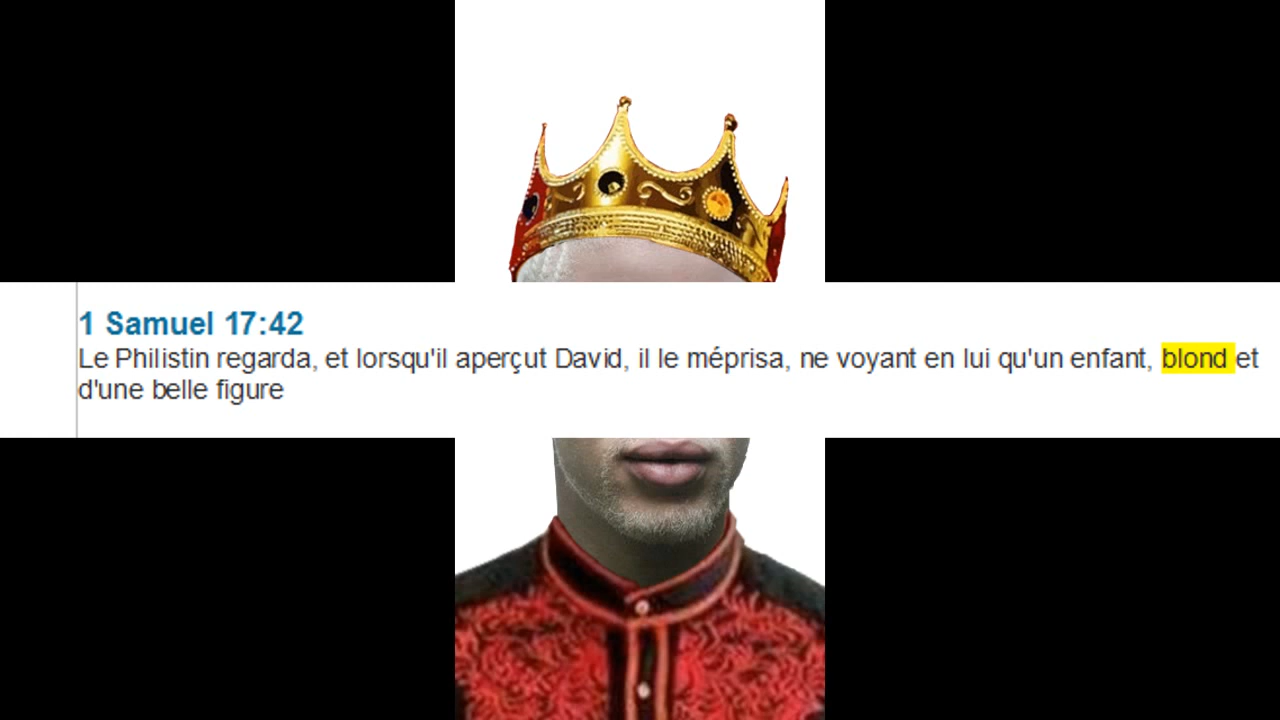 1 Samuel 17:42
Le Philistin regarda, et lorsqu'il aperçut David, il le méprisa, ne voyant en lui qu'un enfant, blond et
d'une belle figure